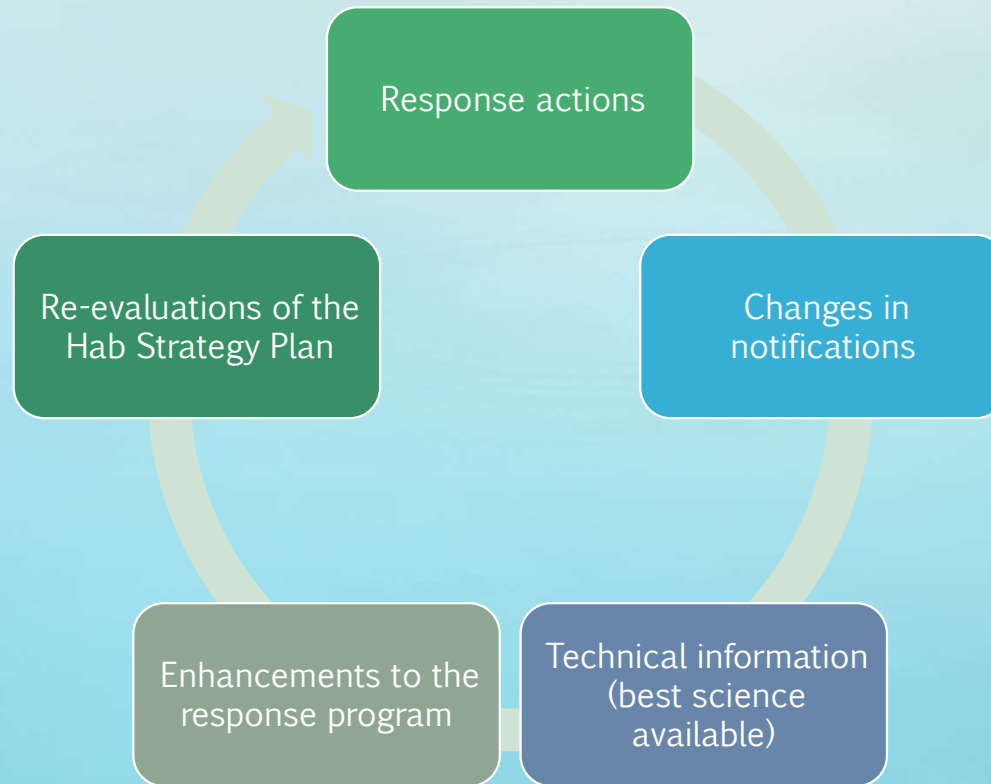 Response actions
Re-evaluations of the
Hab Strategy Plan
Changes in
notifications
Enhancements to the
response program
Technical information
(best science
available)